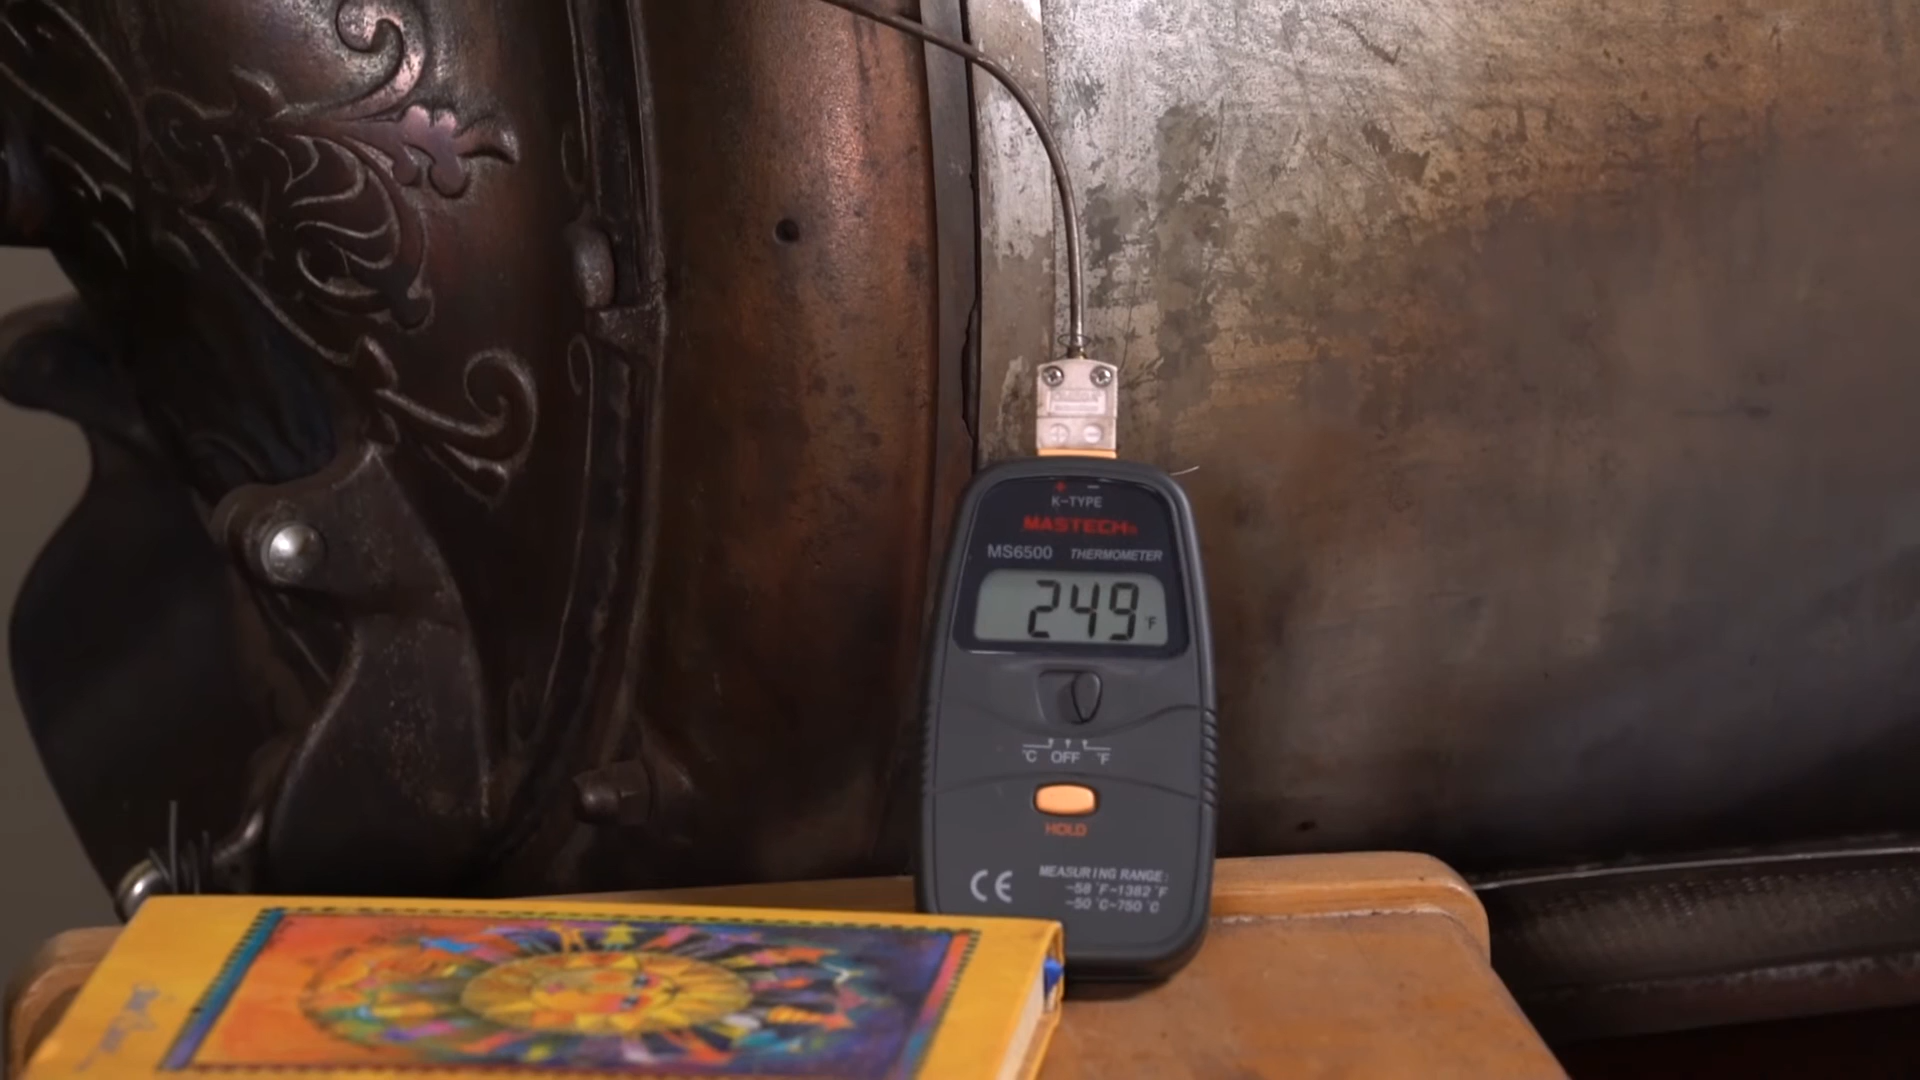 + −
K-TYPE
MASTECH®
MS6500 THERMOMETER
249 °F
°C OFF °F
HOLD
CE MEASURING RANGE:
-58°F~1382°F
-50°C~750°C